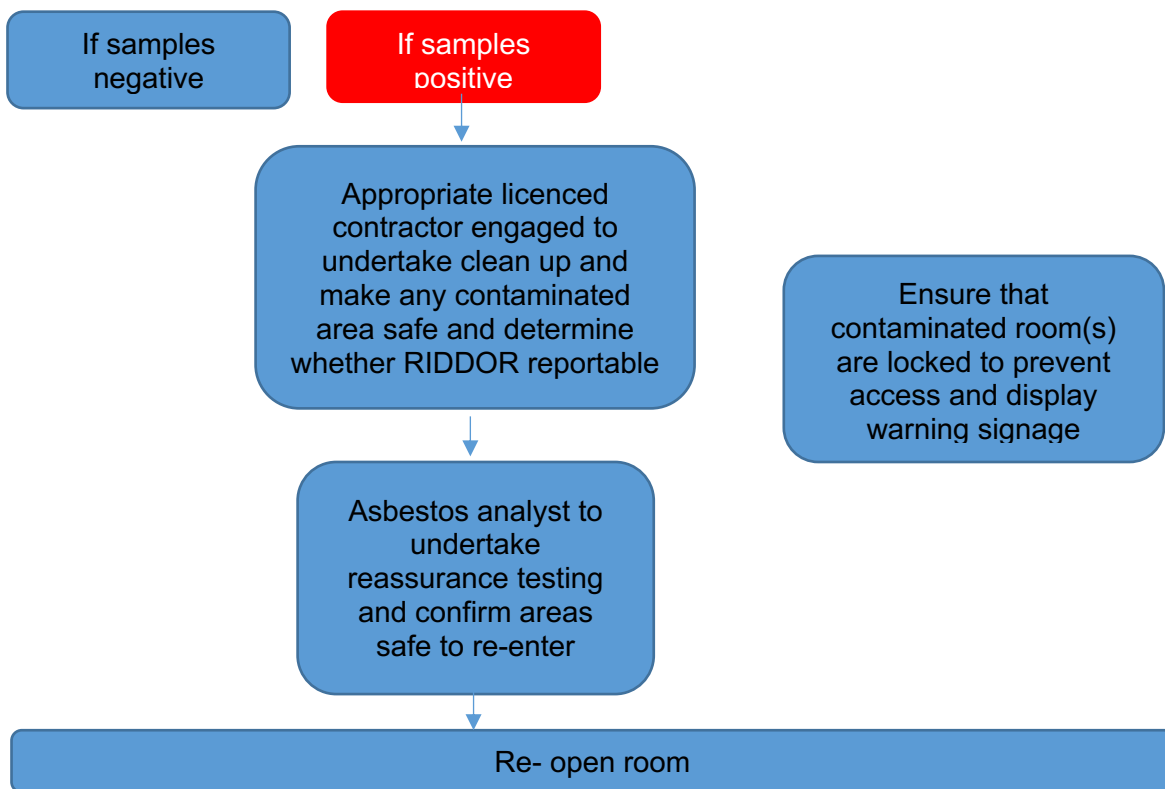 If samples
negative
If samples
positive
Appropriate licenced
contractor engaged to
undertake clean up and
make any contaminated
area safe and determine
whether RIDDOR reportable
Ensure that
contaminated room(s)
are locked to prevent
access and display
warning signage
Asbestos analyst to
undertake
reassurance testing
and confirm areas
safe to re-enter
Re- open room